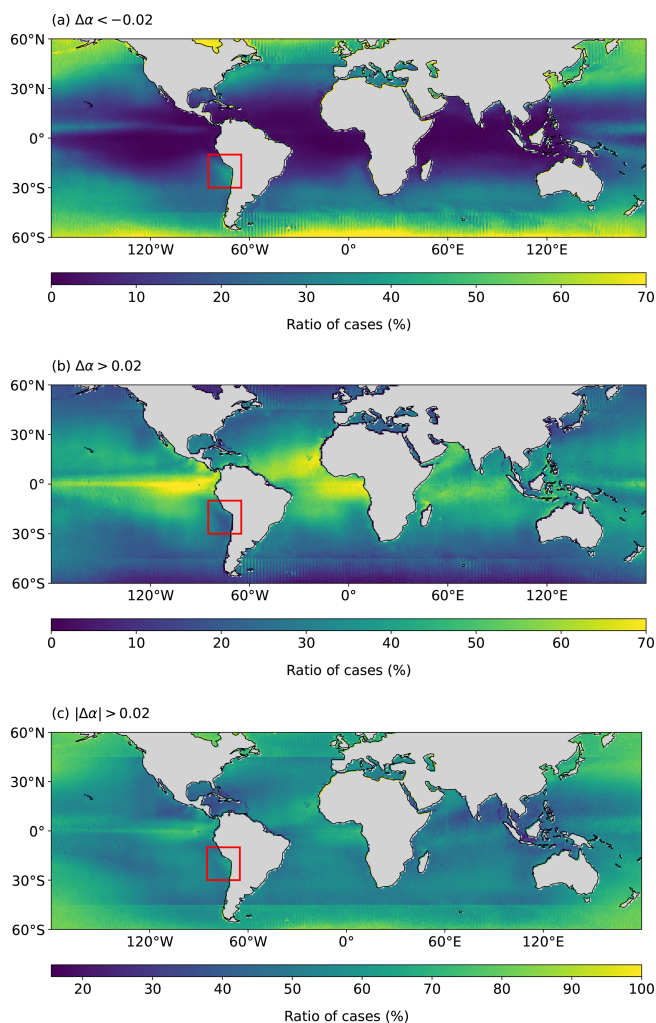 (a) Δα < −0.02
60°N
30°N
0°
30°S
60°S
120°W 60°W 0° 60°E 120°E
0 10 20 30 40 50 60 70
Ratio of cases (%)
(b) Δα > 0.02
60°N
30°N
0°
30°S
60°S
120°W 60°W 0° 60°E 120°E
0 10 20 30 40 50 60 70
Ratio of cases (%)
(c) |Δα| > 0.02
60°N
30°N
0°
30°S
60°S
120°W 60°W 0° 60°E 120°E
20 30 40 50 60 70 80 90 100
Ratio of cases (%)